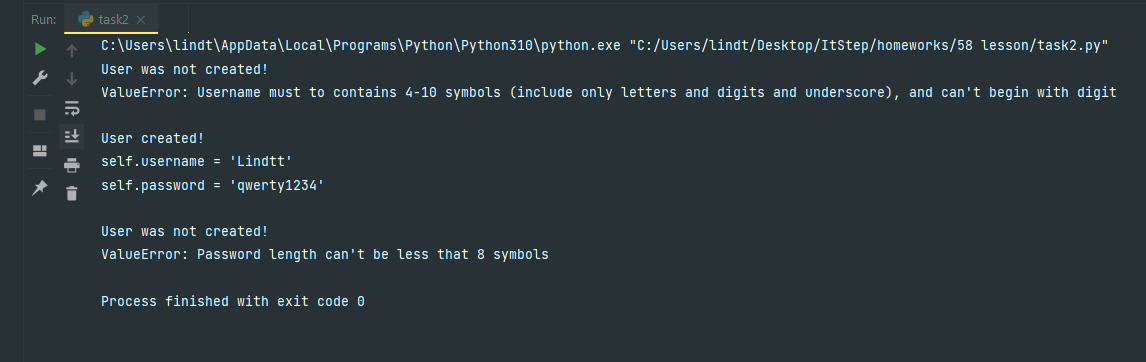 Run: task2
C:\Users\lindt\AppData\Local\Programs\Python\Python310\python.exe "C:/Users/lindt/Desktop/ItStep/homeworks/58 lesson/task2.py"
User was not created!
ValueError: Username must to contains 4-10 symbols (include only letters and digits and underscore), and can't begin with digit
User created!
self.username = 'Lindtt'
self.password = 'qwerty1234'
User was not created!
ValueError: Password length can't be less that 8 symbols
Process finished with exit code 0